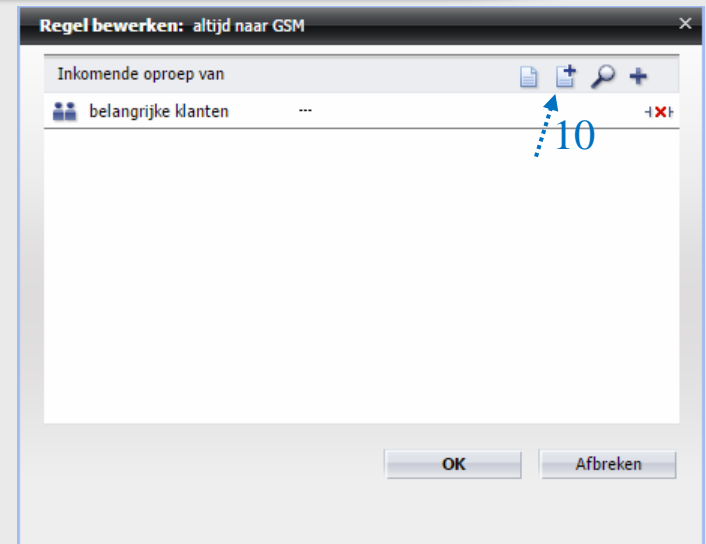 Regel bewerken: altijd naar GSM
Inkomende oproep van
belangrijke klanten ---
10
OK Afbreken